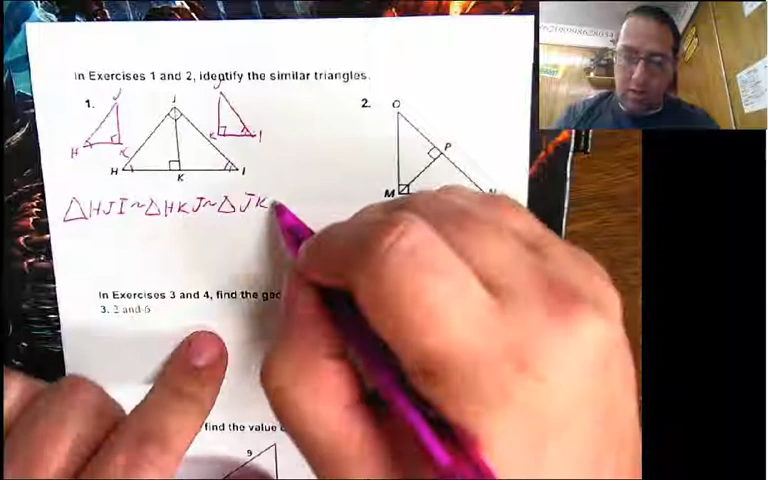 In Exercises 1 and 2, identify the similar triangles.
1.
J
J
J
H
K
K
I
H
K
I
2.
O
P
M
N
△HJI~△HKJ~△JK
In Exercises 3 and 4, find the
3. 2 and 6
find the value
9